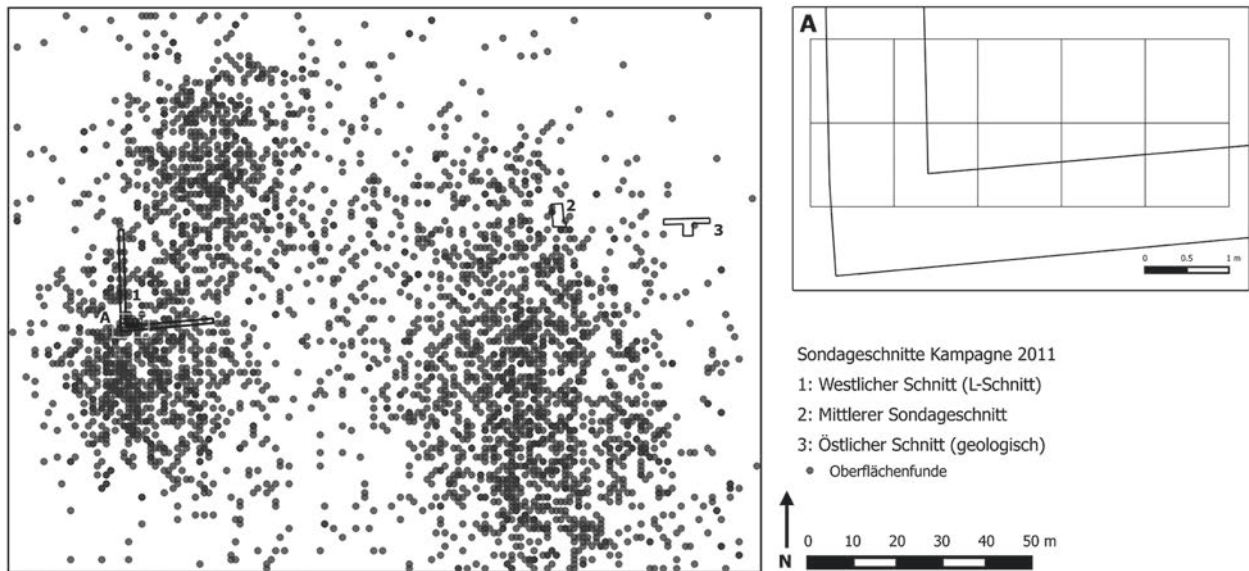 2
3
1
A
A
0 0.5 1 m
Sondageschnitte Kampagne 2011
1: Westlicher Schnitt (L-Schnitt)
2: Mittlerer Sondageschnitt
3: Östlicher Schnitt (geologisch)
Oberflächenfunde
N
0 10 20 30 40 50 m